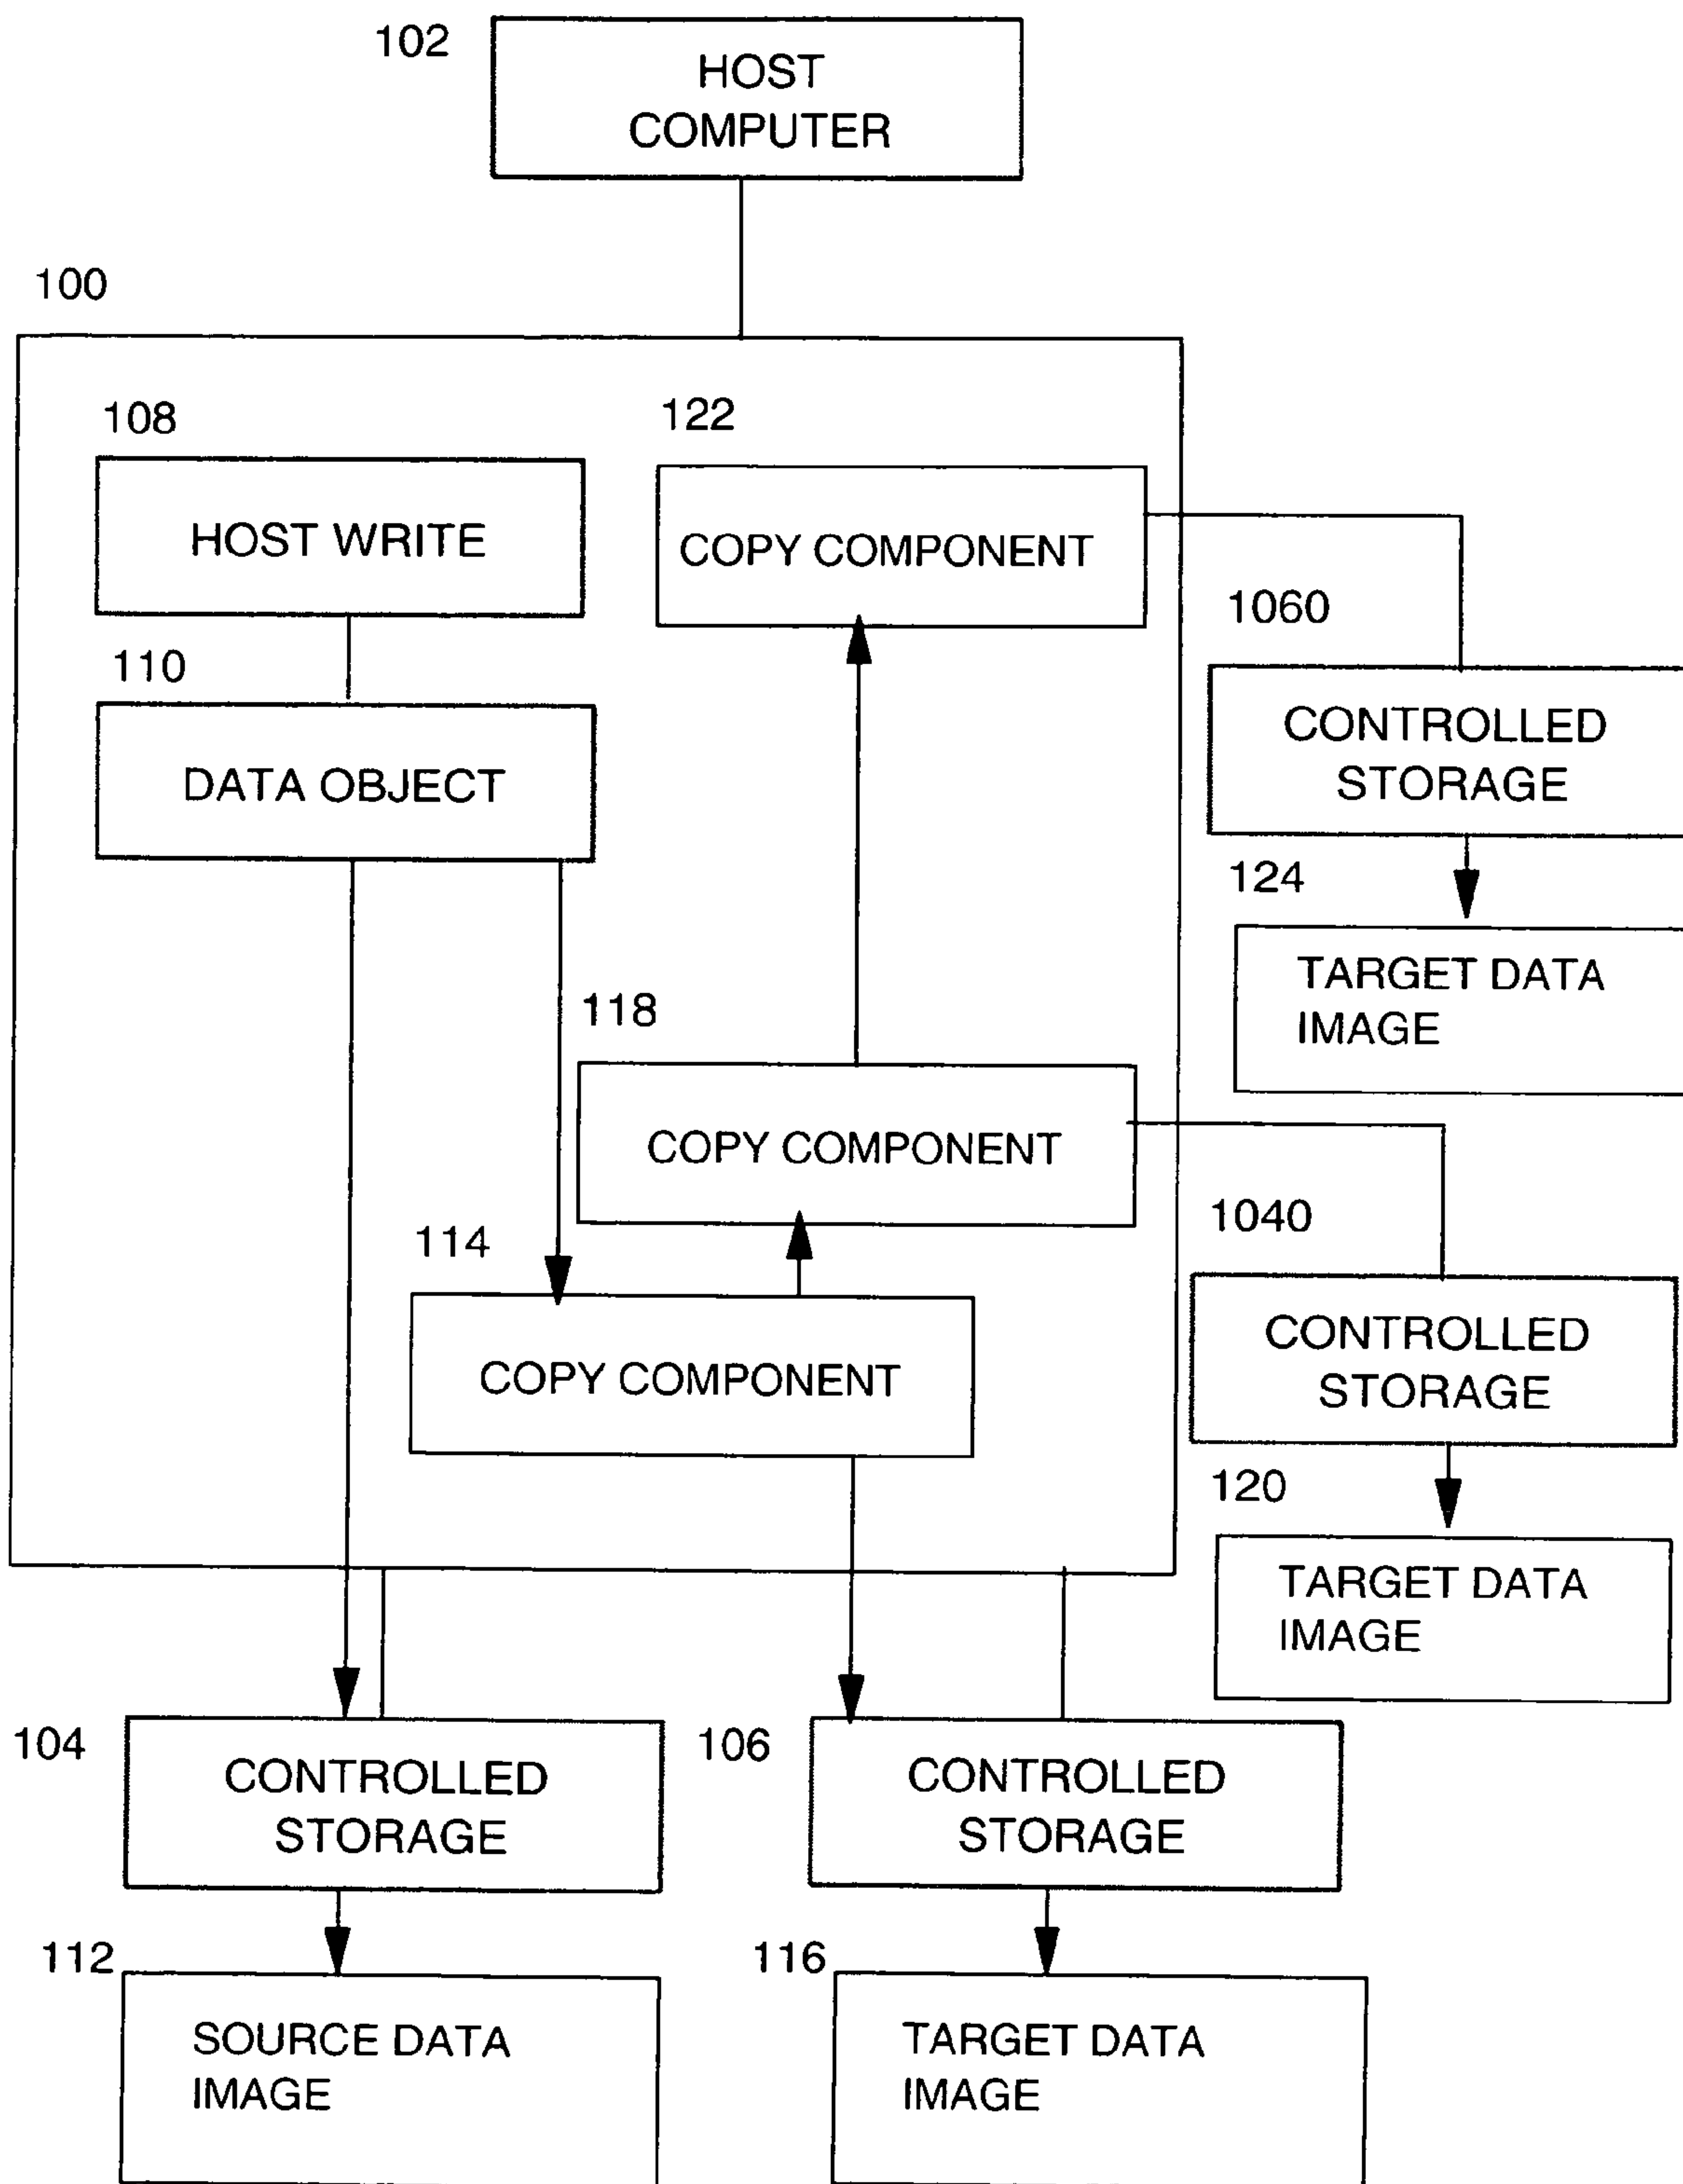 102
HOST
COMPUTER
100
108
122
HOST WRITE
COPY COMPONENT
1060
110
CONTROLLED
STORAGE
DATA OBJECT
124
TARGET DATA
IMAGE
118
COPY COMPONENT
1040
114
CONTROLLED
STORAGE
COPY COMPONENT
120
TARGET DATA
IMAGE
104
CONTROLLED
STORAGE
106
CONTROLLED
STORAGE
112
SOURCE DATA
IMAGE
116
TARGET DATA
IMAGE